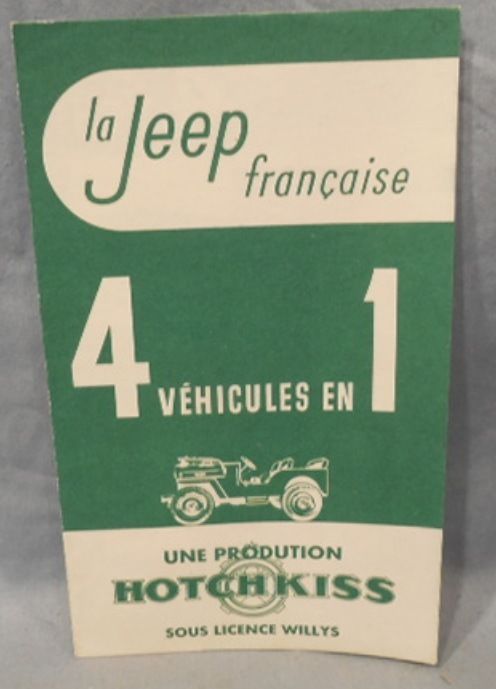 la Jeep
française
4 VÉHICULES EN 1
UNE PRODUTION
HOTCHKISS
SOUS LICENCE WILLYS